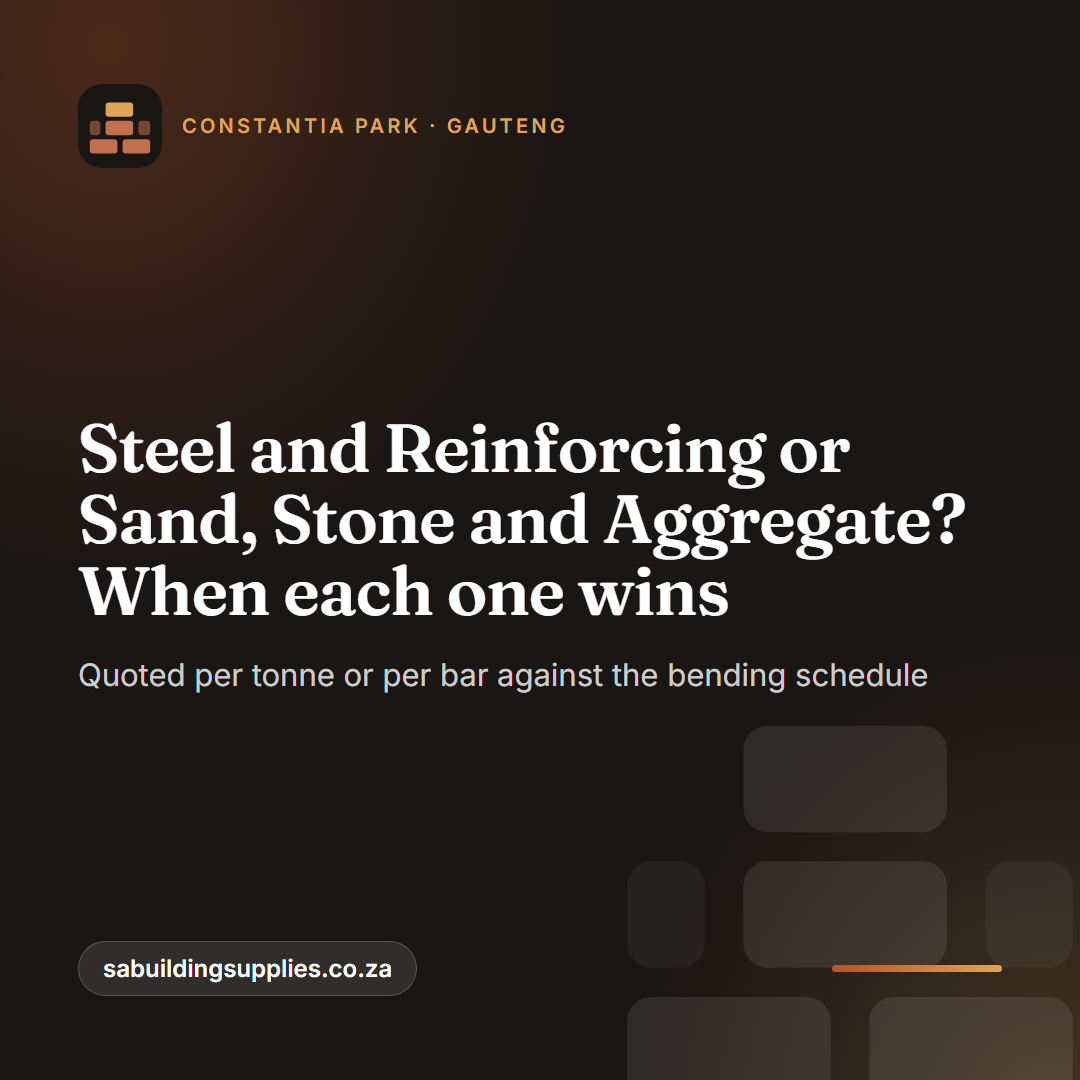 CONSTANTIA PARK · GAUTENG
Steel and Reinforcing or
Sand, Stone and Aggregate?
When each one wins
Quoted per tonne or per bar against the bending schedule
sabuildingsupplies.co.za